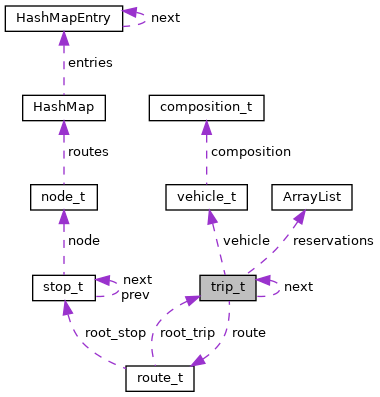 HashMapEntry
next
entries
HashMap
composition_t
routes
composition
node_t
vehicle_t
ArrayList
node
vehicle
reservations
stop_t
next
prev
trip_t
next
root_stop
root_trip
route
route_t